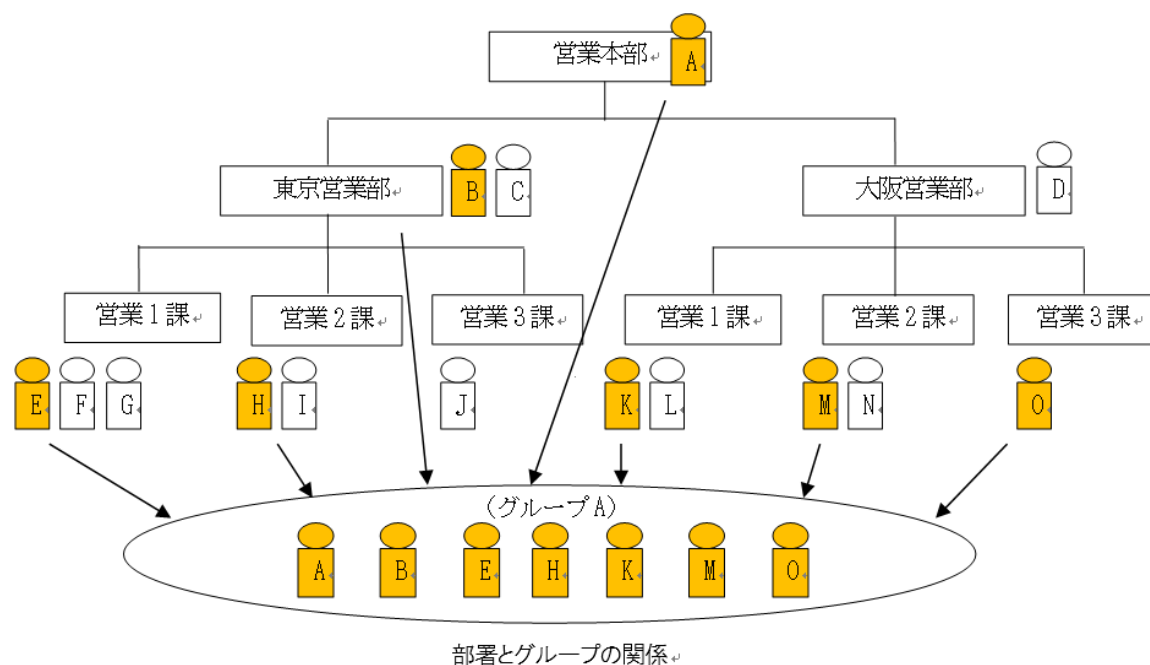 営業本部
A
東京営業部
B
C
大阪営業部
D
営業1課
営業2課
営業3課
営業1課
営業2課
営業3課
E
F
G
H
I
J
K
L
M
N
O
(グループA)
A
B
E
H
K
M
O
部署とグループの関係